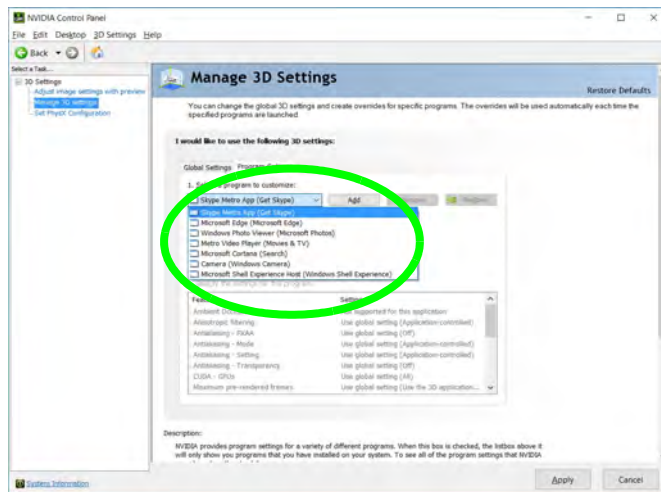 NVIDIA Control Panel
File Edit Desktop 3D Settings Help
Back
Select a Task...
3D Settings
Adjust image settings with preview
Manage 3D settings
Set PhysX Configuration
Manage 3D Settings
Restore Defaults
You can change the global 3D settings and create overrides for specific programs. The overrides will be used automatically each time the
specified programs are launched.
I would like to use the following 3D settings:
Global Settings Program Settings
1. Select a program to customize:
Skype Metro App (Get Skype) Add
Skype Metro App (Get Skype)
Microsoft Edge (Microsoft Edge)
Windows Photo Viewer (Microsoft Photos)
Metro Video Player (Movies & TV)
Microsoft Cortana (Search)
Camera (Windows Camera)
Microsoft Shell Experience Host (Windows Shell Experience)
Ambient supported for this application
Anisotropic filtering Use global setting (Application-controlled)
Antialiasing - FXAA Use global setting (Off)
Antialiasing - Mode Use global setting (Application-controlled)
Antialiasing - Setting Use global setting (Application-controlled)
Antialiasing - Transparency Use global setting (Off)
CUDA - GPUs Use global setting (All)
Maximum pre-rendered frames Use global setting (Use the 3D application...
Description:
NVIDIA provides program settings for a variety of different programs. When this box is checked, the listbox above it
will only show you programs that you have installed on your system. To see all of the program settings that NVIDIA
System Information
Apply Cancel